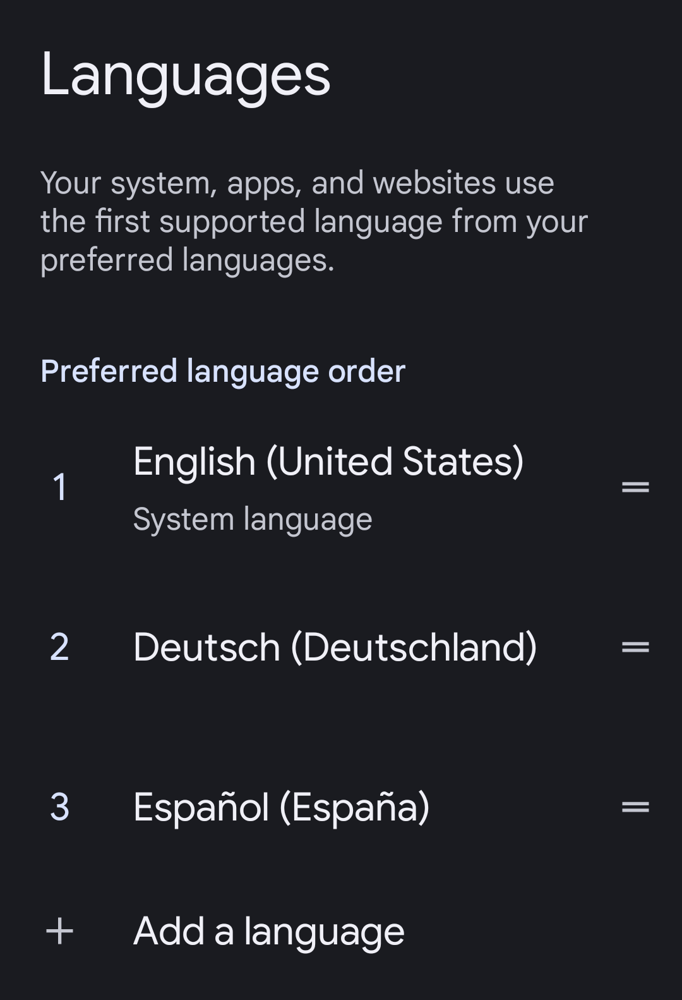 Languages
Your system, apps, and websites use
the first supported language from your
preferred languages.
Preferred language order
1
English (United States)
System language
2
Deutsch (Deutschland)
3
Español (España)
Add a language